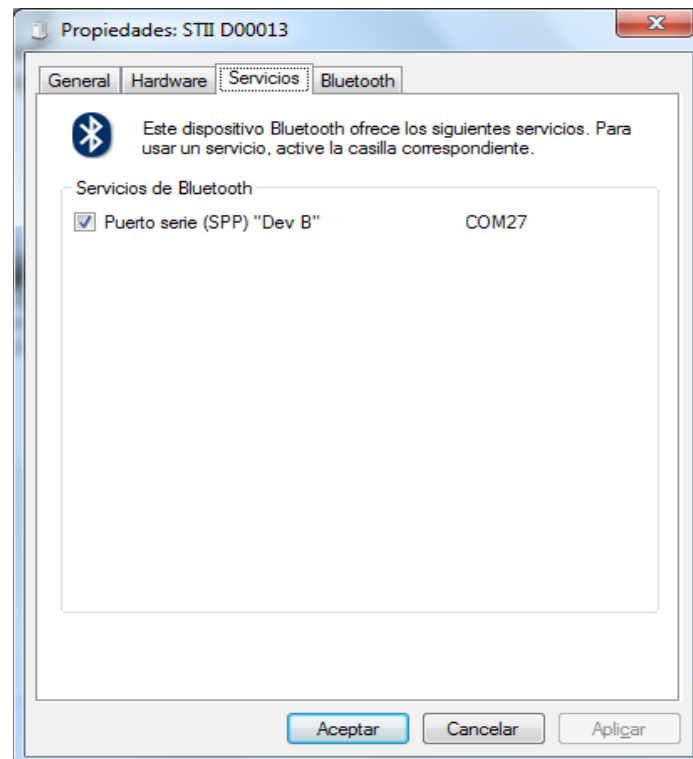 Propiedades: STII D00013
General Hardware Servicios Bluetooth
Este dispositivo Bluetooth ofrece los siguientes servicios. Para
usar un servicio, active la casilla correspondiente.
Servicios de Bluetooth
Puerto serie (SPP) "Dev B" COM27
Aceptar Cancelar Aplicar